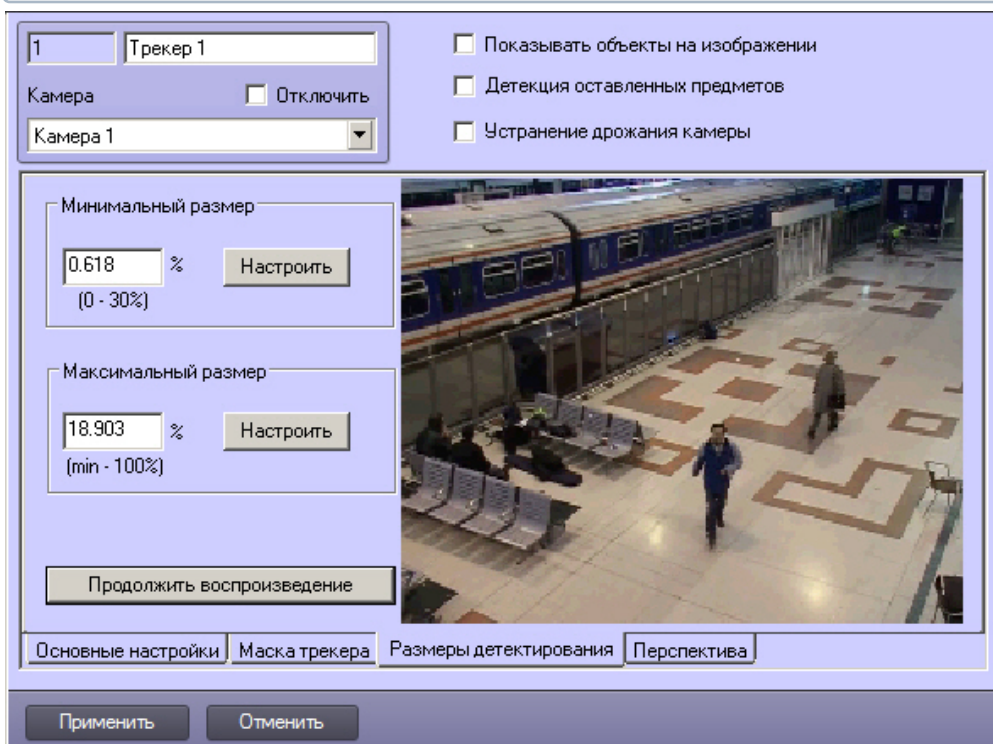 1
Трекер 1
Камера
Отключить
Камера 1
Показывать объекты на изображении
Детекция оставленных предметов
Устранение дрожания камеры
Минимальный размер
0.618 %
Настроить
(0 - 30%)
Максимальный размер
18.903 %
Настроить
(min - 100%)
Продолжить воспроизведение
Основные настройки Маска трекера Размеры детектирования Перспектива
Применить Отменить